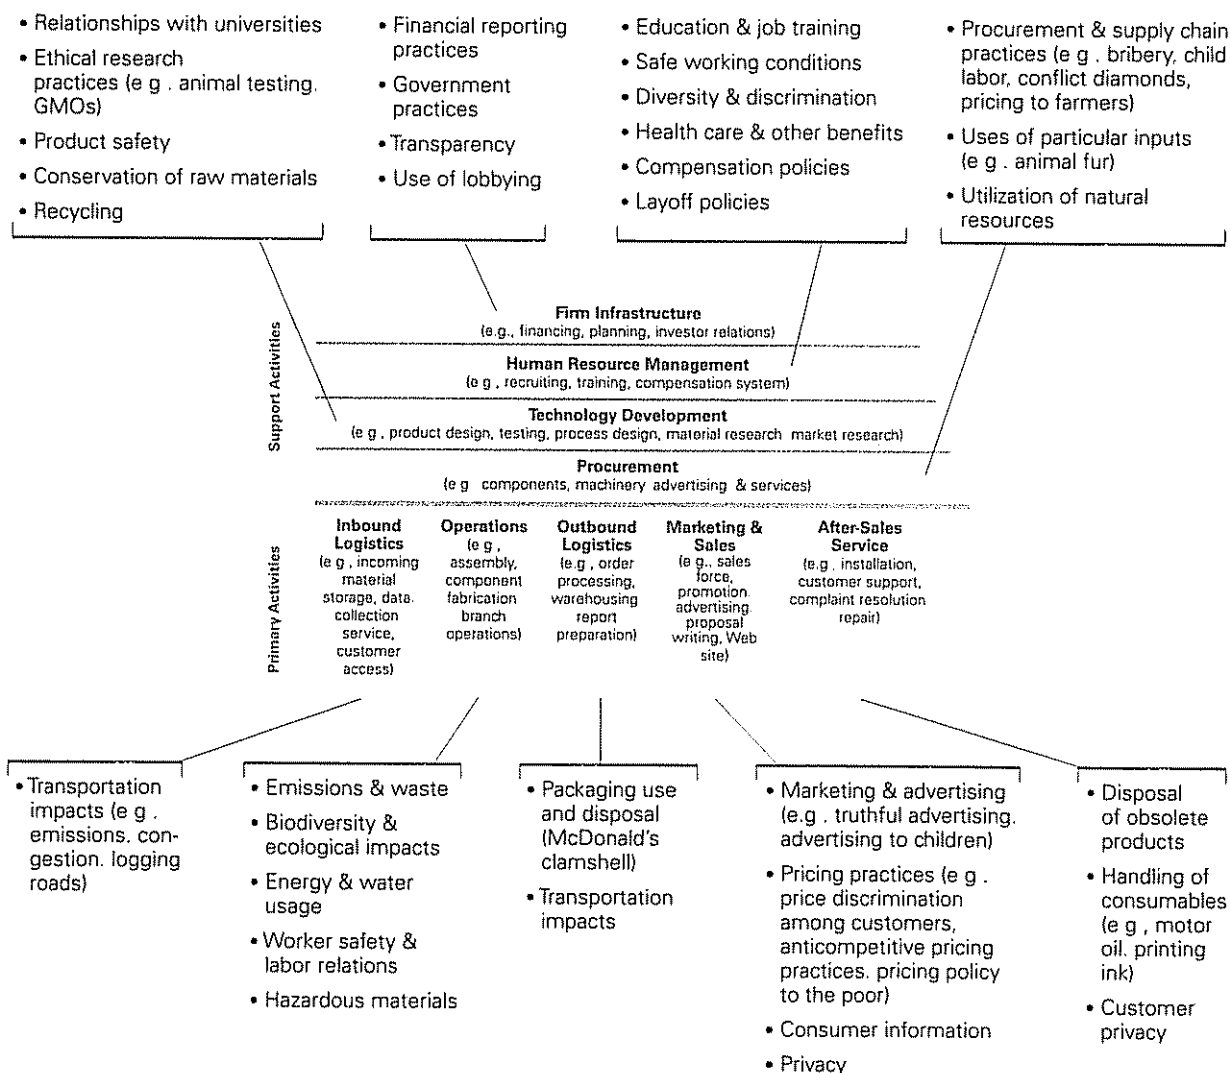 • Relationships with universities
• Ethical research
practices (e g . animal testing.
GMOs)
• Product safety
• Conservation of raw materials
• Recycling
• Financial reporting
practices
• Government
practices
• Transparency
• Use of lobbying
• Education & job training
• Safe working conditions
• Diversity & discrimination
• Health care & other benefits
• Compensation policies
• Layoff policies
• Procurement & supply chain
practices (e g . bribery, child
labor, conflict diamonds,
pricing to farmers)
• Uses of particular inputs
(e g . animal fur)
• Utilization of natural
resources
Support Activities
Firm Infrastructure
(e.g., financing, planning, investor relations)
Human Resource Management
(e g , recruiting, training, compensation system)
Technology Development
(e g , product design, testing, process design, material research market research)
Procurement
(e g components, machinery advertising & services)
Primary Activities
Inbound
Logistics
(e g , incoming
material
storage, data.
collection
service,
customer
access)
Operations
(e g ,
assembly,
component
fabrication
branch
operations)
Outbound
Logistics
(e.g., order
processing,
warehousing
report
preparation)
Marketing &
Sales
(e g., sales
force,
promotion.
advertising.
proposal
writing, Web
site)
After-Sales
Service
(e.g. installation,
customer support,
complaint resolution
repair)
• Transportation
impacts (e g .
emissions. con-
gestion. logging
roads)
• Emissions & waste
• Biodiversity &
ecological impacts
• Energy & water
usage
• Worker safety &
labor relations
• Hazardous materials
• Packaging use
and disposal
(McDonald's
clamshell)
• Transportation
impacts
• Marketing & advertising
(e.g . truthful advertising.
advertising to children)
• Pricing practices (e g .
price discrimination
among customers,
anticompetitive pricing
practices. pricing policy
to the poor)
• Consumer information
• Privacy
• Disposal
of obsolete
products
• Handling of
consumables
(e g , motor
oil. printing
ink)
• Customer
privacy